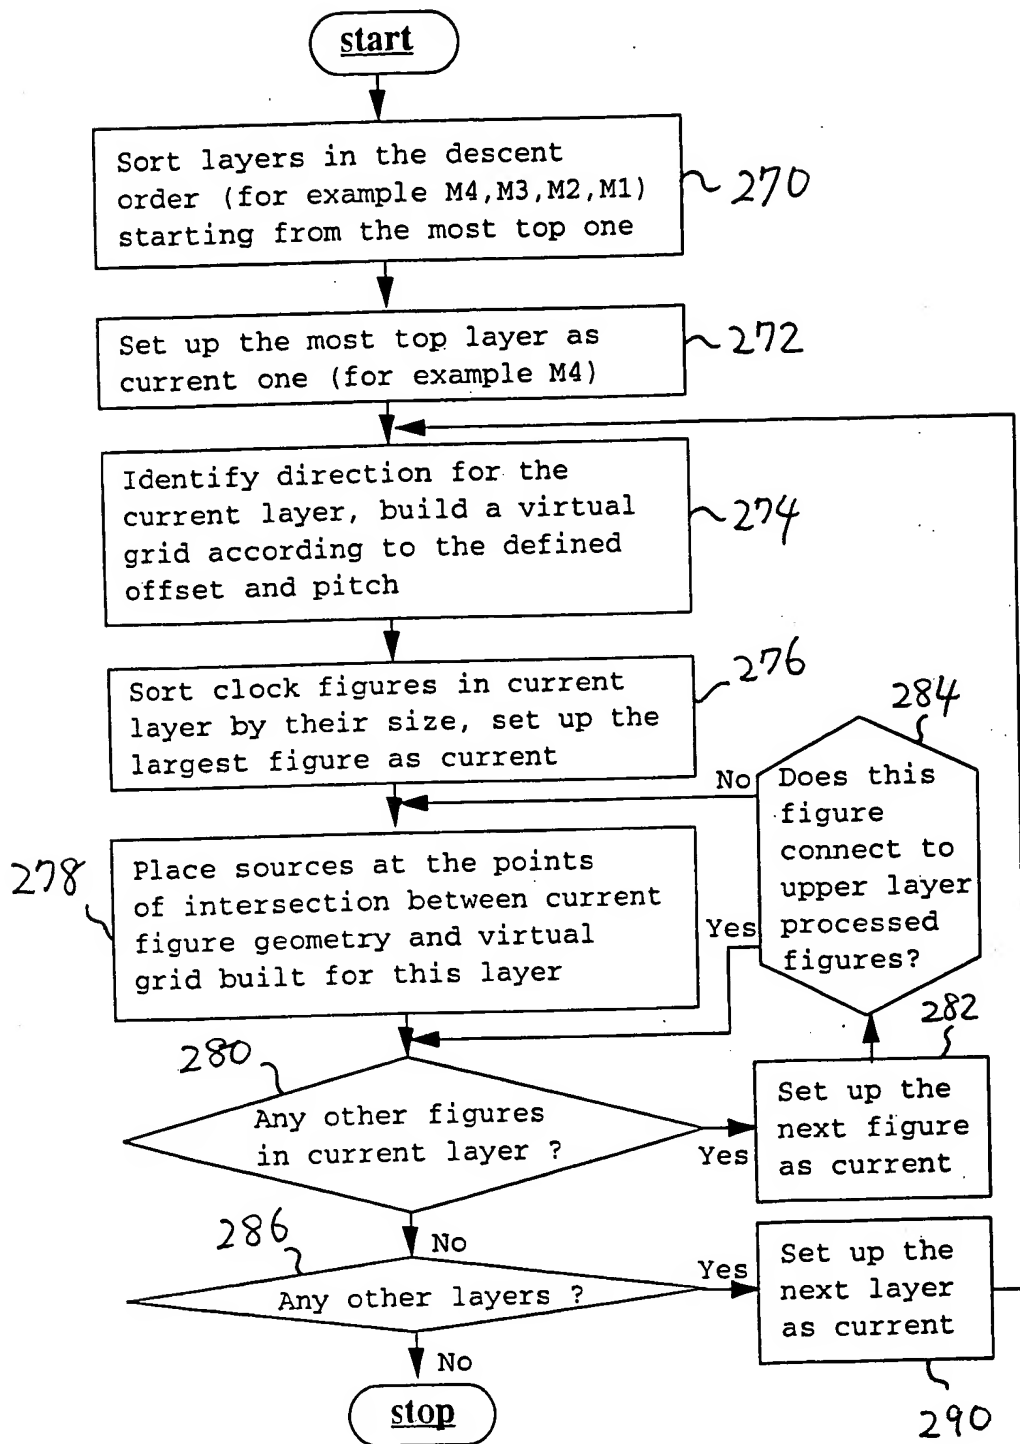 start
Sort layers in the descent
order (for example M4,M3,M2,M1)
starting from the most top one
270
Set up the most top layer as
current one (for example M4)
272
Identify direction for the
current layer, build a virtual
grid according to the defined
offset and pitch
274
Sort clock figures in current
layer by their size, set up the
largest figure as current
276
284
Does this
figure
connect to
upper layer
processed
figures?
No
Yes
278
Place sources at the points
of intersection between current
figure geometry and virtual
grid built for this layer
280
Any other figures
in current layer ?
Yes
282
Set up the
next figure
as current
No
286
Any other layers ?
Yes
Set up the
next layer
as current
290
No
stop